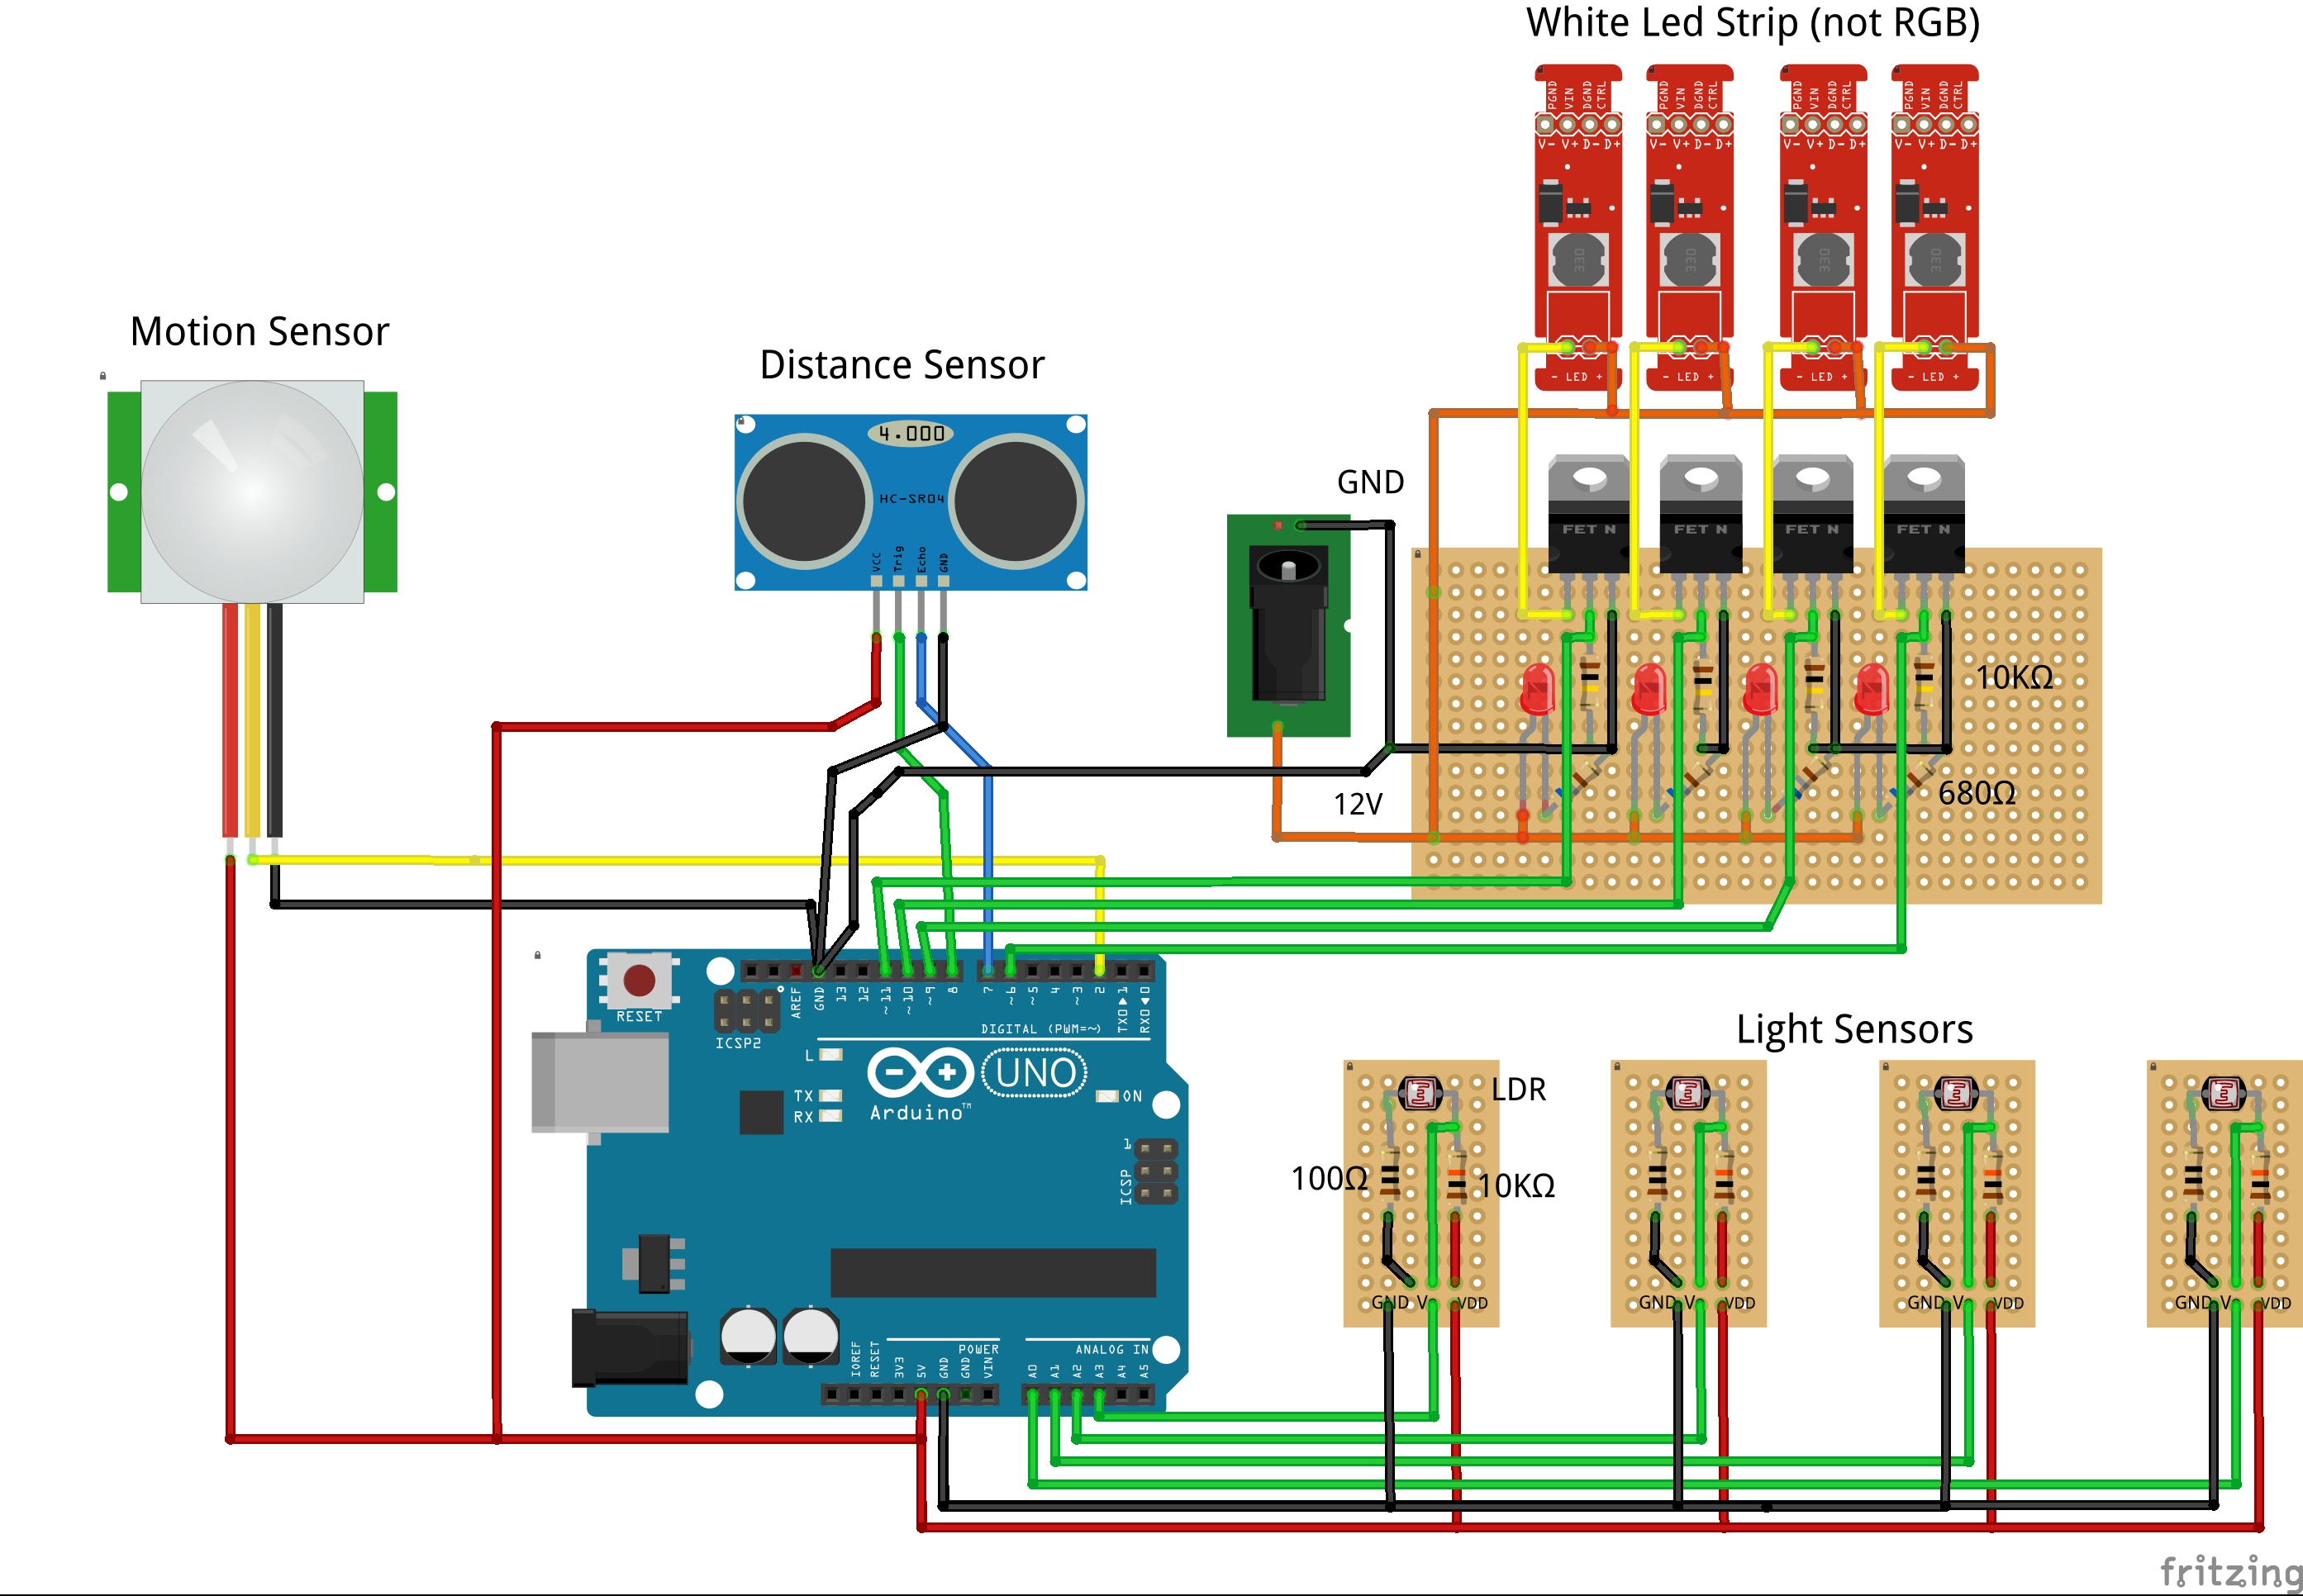 White Led Strip (not RGB)
PGND VIN DGND CTRL
V- V+ D- D+
330
- LED +
PGND VIN DGND CTRL
V- V+ D- D+
330
- LED +
PGND VIN DGND CTRL
V- V+ D- D+
330
- LED +
PGND VIN DGND CTRL
V- V+ D- D+
330
- LED +
Motion Sensor
Distance Sensor
4.000
HC-SR04
VCC Trig Echo GND
GND
12V
FET N
FET N
FET N
FET N
10KΩ
680Ω
RESET
ICSP2
AREF GND 13 12 ~11 ~10 ~9 8 7 ~6 ~5 4 ~3 2 TX0▶1 RX0◀0
DIGITAL (PWM=~)
L
TX
RX
UNO
Arduino™
ON
1
ICSP
POWER
ANALOG IN
IOREF RESET 3V3 5V GND GND VIN A0 A1 A2 A3 A4 A5
Light Sensors
LDR
100Ω
10KΩ
GND V VDD
GND V VDD
GND V VDD
GND V VDD
fritzing